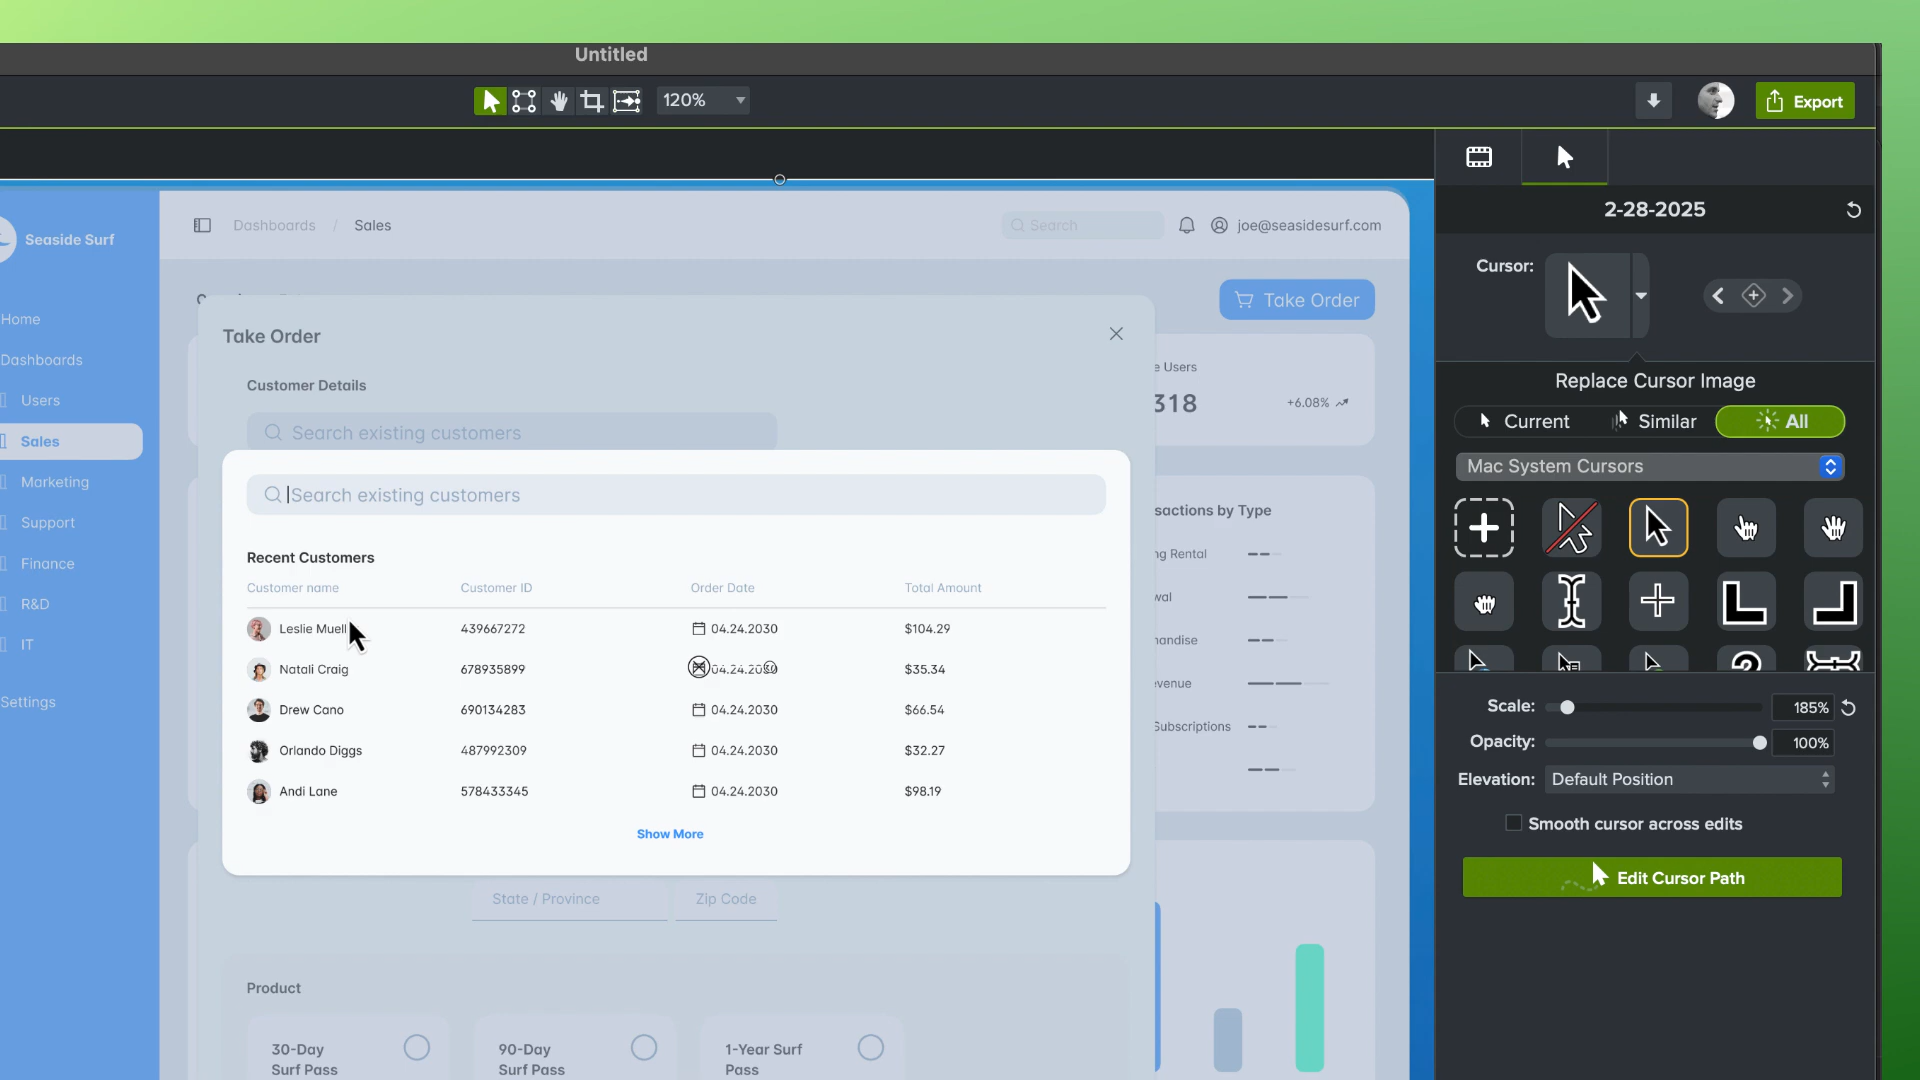 Untitled
120%
Export
2-28-2025
Seaside Surf
Dashboards / Sales
Search
joe@seasidesurf.com
Cursor:
Home
Dashboards
Users
Sales
Marketing
Support
Finance
R&D
IT
Settings
Take Order
Take Order
Customer Details
Search existing customers
e Users
318
+6.08%
Search existing customers
Recent Customers
Customer name Customer ID Order Date Total Amount
Leslie Muell 439667272 04.24.2030 $104.29
Natali Craig 678935899 04.24.2030 $35.34
Drew Cano 690134283 04.24.2030 $66.54
Orlando Diggs 487992309 04.24.2030 $32.27
Andi Lane 578433345 04.24.2030 $98.19
Show More
sactions by Type
ng Rental
wal
handise
evenue
Subscriptions
State / Province Zip Code
Product
30-Day
Surf Pass
90-Day
Surf Pass
1-Year Surf
Pass
Replace Cursor Image
Current Similar All
Mac System Cursors
Scale: 185%
Opacity: 100%
Elevation: Default Position
Smooth cursor across edits
Edit Cursor Path